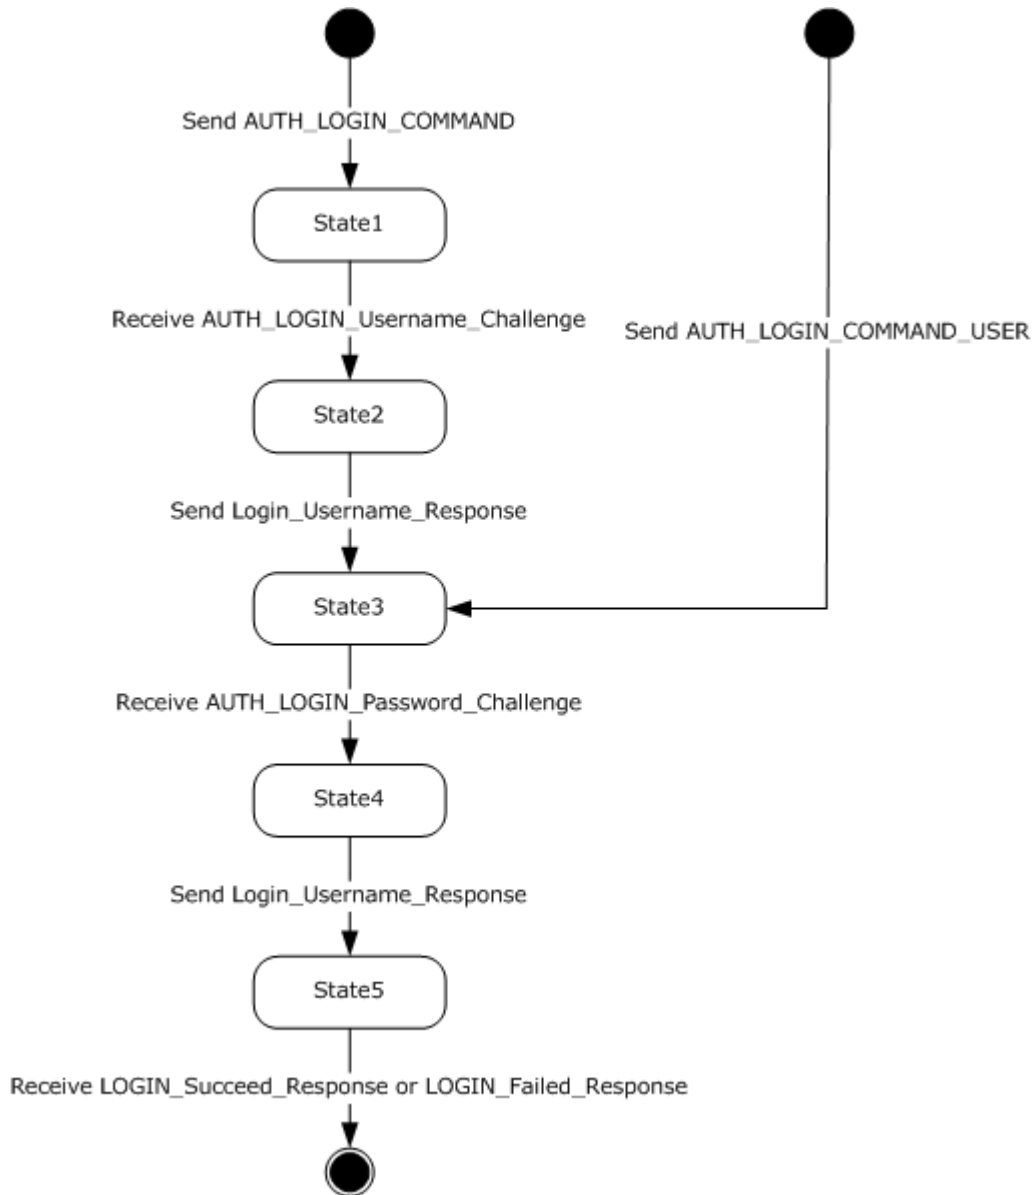 Send AUTH_LOGIN_COMMAND
State1
Receive AUTH_LOGIN_Username_Challenge
Send AUTH_LOGIN_COMMAND_USER
State2
Send Login_Username_Response
State3
Receive AUTH_LOGIN_Password_Challenge
State4
Send Login_Username_Response
State5
Receive LOGIN_Succeed_Response or LOGIN_Failed_Response